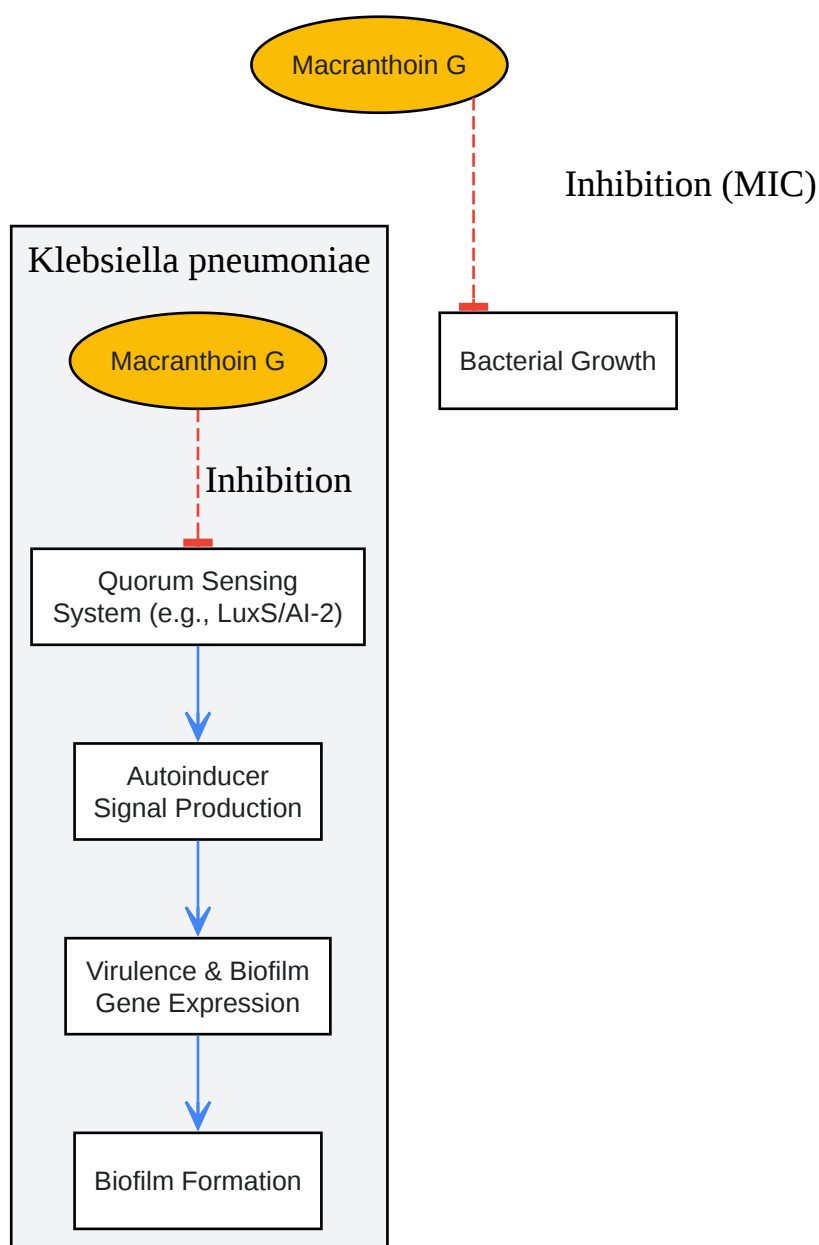 Macranthoin G
Inhibition (MIC)
Klebsiella pneumoniae
Macranthoin G
Bacterial Growth
Inhibition
Quorum Sensing
System (e.g., LuxS/AI-2)
Autoinducer
Signal Production
Virulence & Biofilm
Gene Expression
Biofilm Formation